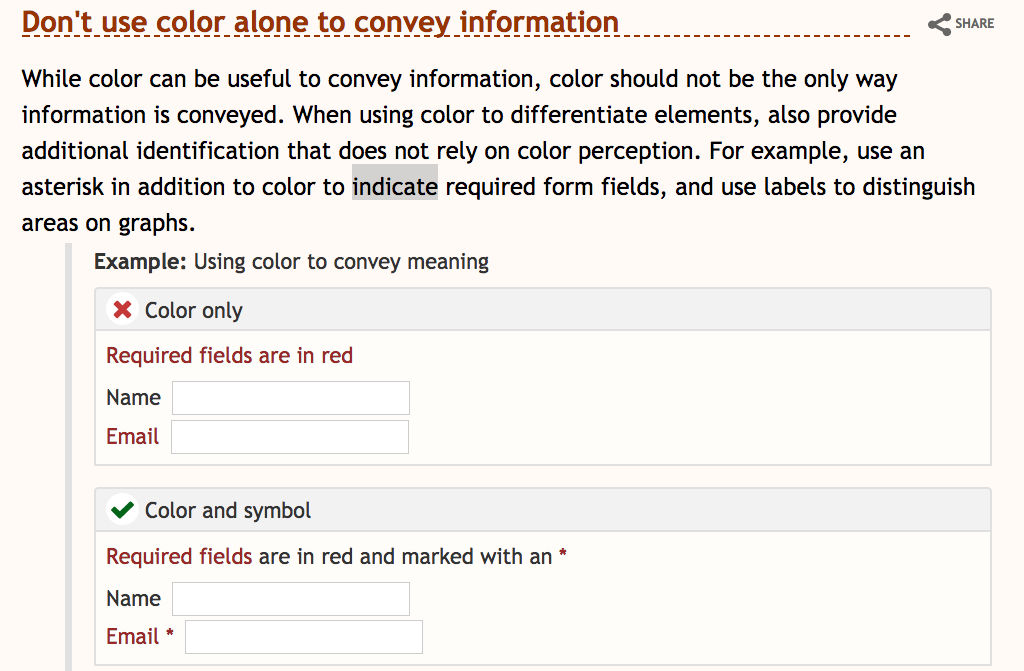 Don't use color alone to convey information
SHARE
While color can be useful to convey information, color should not be the only way
information is conveyed. When using color to differentiate elements, also provide
additional identification that does not rely on color perception. For example, use an
asterisk in addition to color to indicate required form fields, and use labels to distinguish
areas on graphs.
Example: Using color to convey meaning
Color only
Required fields are in red
Name
Email
Color and symbol
Required fields are in red and marked with an *
Name
Email *